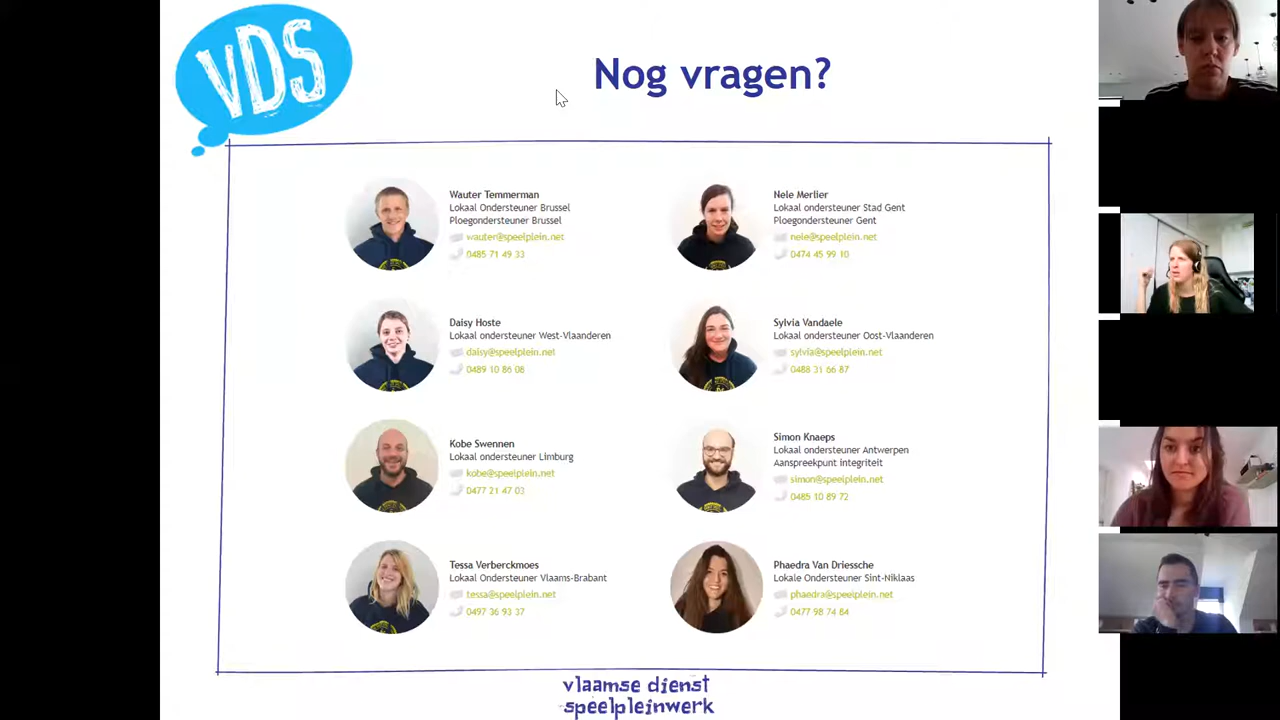 VDS
Nog vragen?
Wauter Temmerman
Lokaal Ondersteuner Brussel
Ploegondersteuner Brussel
wauter@speelplein.net
0485 71 49 33
Nele Merlier
Lokaal ondersteuner Stad Gent
Ploegondersteuner Gent
nele@speelplein.net
0474 45 99 10
Daisy Hoste
Lokaal ondersteuner West-Vlaanderen
daisy@speelplein.net
0489 10 86 08
Sylvia Vandaele
Lokaal ondersteuner Oost-Vlaanderen
sylvia@speelplein.net
0488 31 66 87
Kobe Swennen
Lokaal ondersteuner Limburg
kobe@speelplein.net
0477 21 47 03
Simon Knaeps
Lokaal ondersteuner Antwerpen
Aanspreekpunt integriteit
simon@speelplein.net
0485 10 89 72
Tessa Verberckmoes
Lokaal Ondersteuner Vlaams-Brabant
tessa@speelplein.net
0497 36 93 37
Phaedra Van Driessche
Lokale Ondersteuner Sint-Niklaas
phaedra@speelplein.net
0477 98 74 84
vlaamse dienst
speelpleinwerk